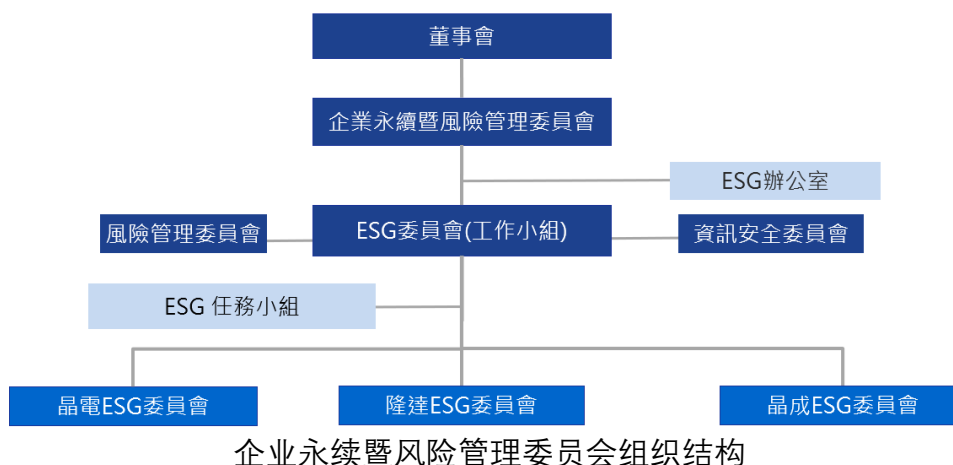 董事會
企業永續暨風險管理委員會
ESG辦公室
風險管理委員會
ESG委員會(工作小組)
資訊安全委員會
ESG 任務小組
晶電ESG委員會
隆達ESG委員會
晶成ESG委員會
企业永续暨风险管理委员会组织结构